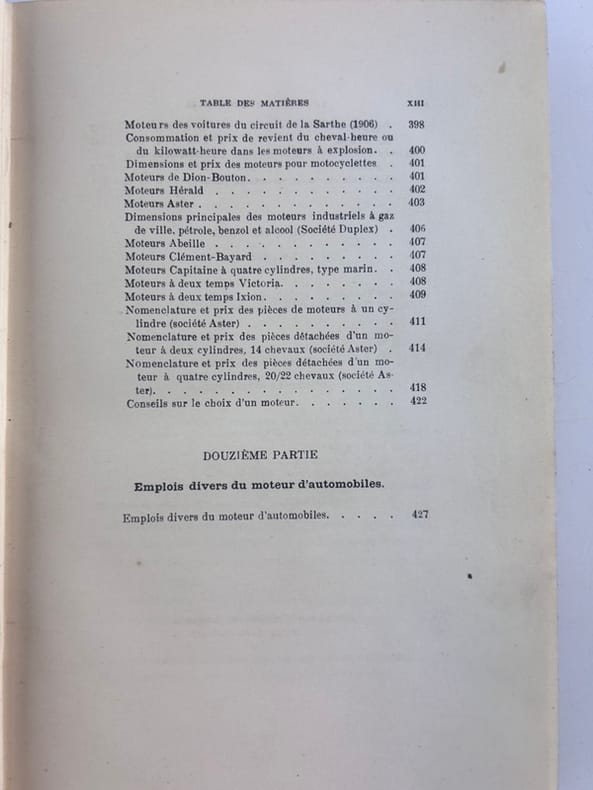 TABLE DES MATIÈRES XIII
Moteurs des voitures du circuit de la Sarthe (1906) . 398
Consommation et prix de revient du cheval-heure ou
du kilowatt-heure dans les moteurs à explosion. . 400
Dimensions et prix des moteurs pour motocyclettes . 401
Moteurs de Dion-Bouton. . . . . . . . . 401
Moteurs Hérald . . . . . . . . . . . . 402
Moteurs Aster . . . . . . . . . . . . . 403
Dimensions principales des moteurs industriels à gaz
de ville, pétrole, benzol et alcool (Société Duplex) . 406
Moteurs Abeille . . . . . . . . . . . . 407
Moteurs Clément-Bayard . . . . . . . . . 407
Moteurs Capitaine à quatre cylindres, type marin. . 408
Moteurs à deux temps Victoria. . . . . . . 408
Moteurs à deux temps Ixion. . . . . . . . 409
Nomenclature et prix des pièces de moteurs à un cy-
lindre (société Aster) . . . . . . . . . 411
Nomenclature et prix des pièces détachées d'un mo-
teur à deux cylindres, 14 chevaux (société Aster) . 414
Nomenclature et prix des pièces détachées d'un mo-
teur à quatre cylindres, 20/22 chevaux (société As-
ter). . . . . . . . . . . . . . . . 418
Conseils sur le choix d'un moteur. . . . . . 422
DOUZIÈME PARTIE
Emplois divers du moteur d'automobiles.
Emplois divers du moteur d'automobiles. . . . . 427